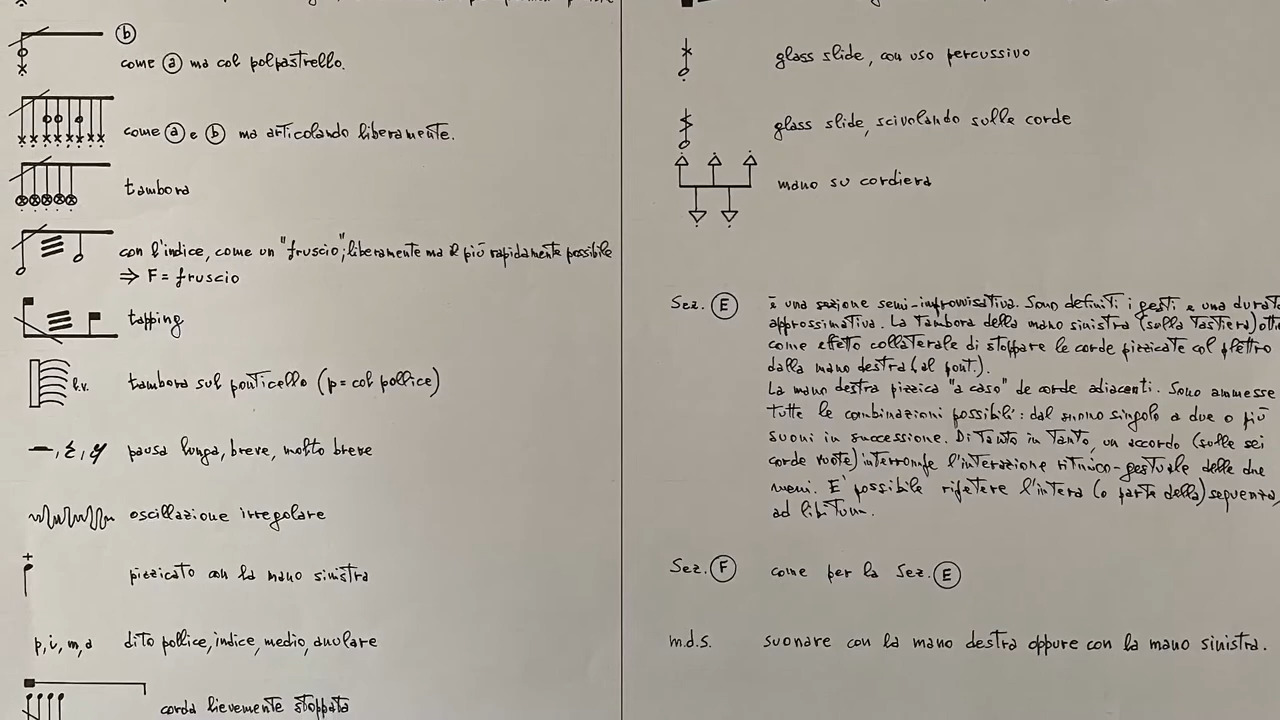 b
come a ma col polpastrello.
come a e b ma articolando liberamente.
tambora
con l'indice, come un "fruscio"; liberamente ma il più rapidamente possibile
⇒ F = fruscio
tapping
l.v. tambora sul ponticello (p = col pollice)
pausa lunga, breve, molto breve
oscillazione irregolare
+
pizzicato con la mano sinistra
p, i, m, a dito pollice, indice, medio, anulare
corda lievemente stoppata
glass slide, con uso percussivo
glass slide, scivolando sulle corde
mano su cordiera
Sez. E è una sezione semi-improvvisativa. Sono definiti i gesti e una durata
approssimativa. La tambora della mano sinistra (sulla tastiera)
come effetto collaterale di stoppare le corde pizzicate col plettro
dalla mano destra (al pont.).
La mano destra pizzica "a caso" de corde adiacenti. Sono ammesse
tutte le combinazioni possibili: dal suono singolo a due o più
suoni in successione. Di tanto in tanto, un accordo (sulle sei
corde vuote) interrompe l'interazione ritmico-gestuale delle due
mani. E' possibile ripetere l'intera (o parte della) sequenza,
ad libitum.
Sez. F come per la Sez. E
m.d.s. suonare con la mano destra oppure con la mano sinistra.